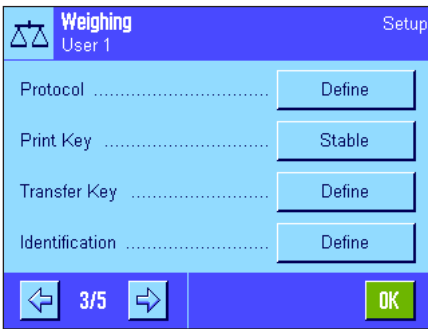 Weighing Setup
User 1
Protocol ............................... Define
Print Key ............................. Stable
Transfer Key ......................... Define
Identification .......................... Define
3/5 OK